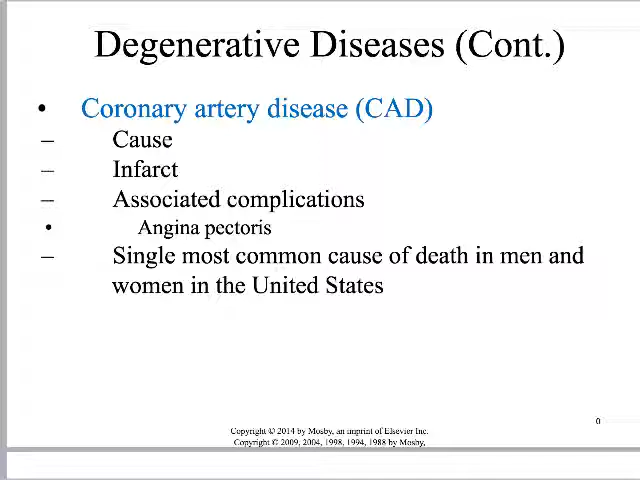 Degenerative Diseases (Cont.)
• Coronary artery disease (CAD)
– Cause
– Infarct
– Associated complications
• Angina pectoris
– Single most common cause of death in men and
women in the United States
0
Copyright © 2014 by Mosby, an imprint of Elsevier Inc.
Copyright © 2009, 2004, 1998, 1994, 1988 by Mosby,